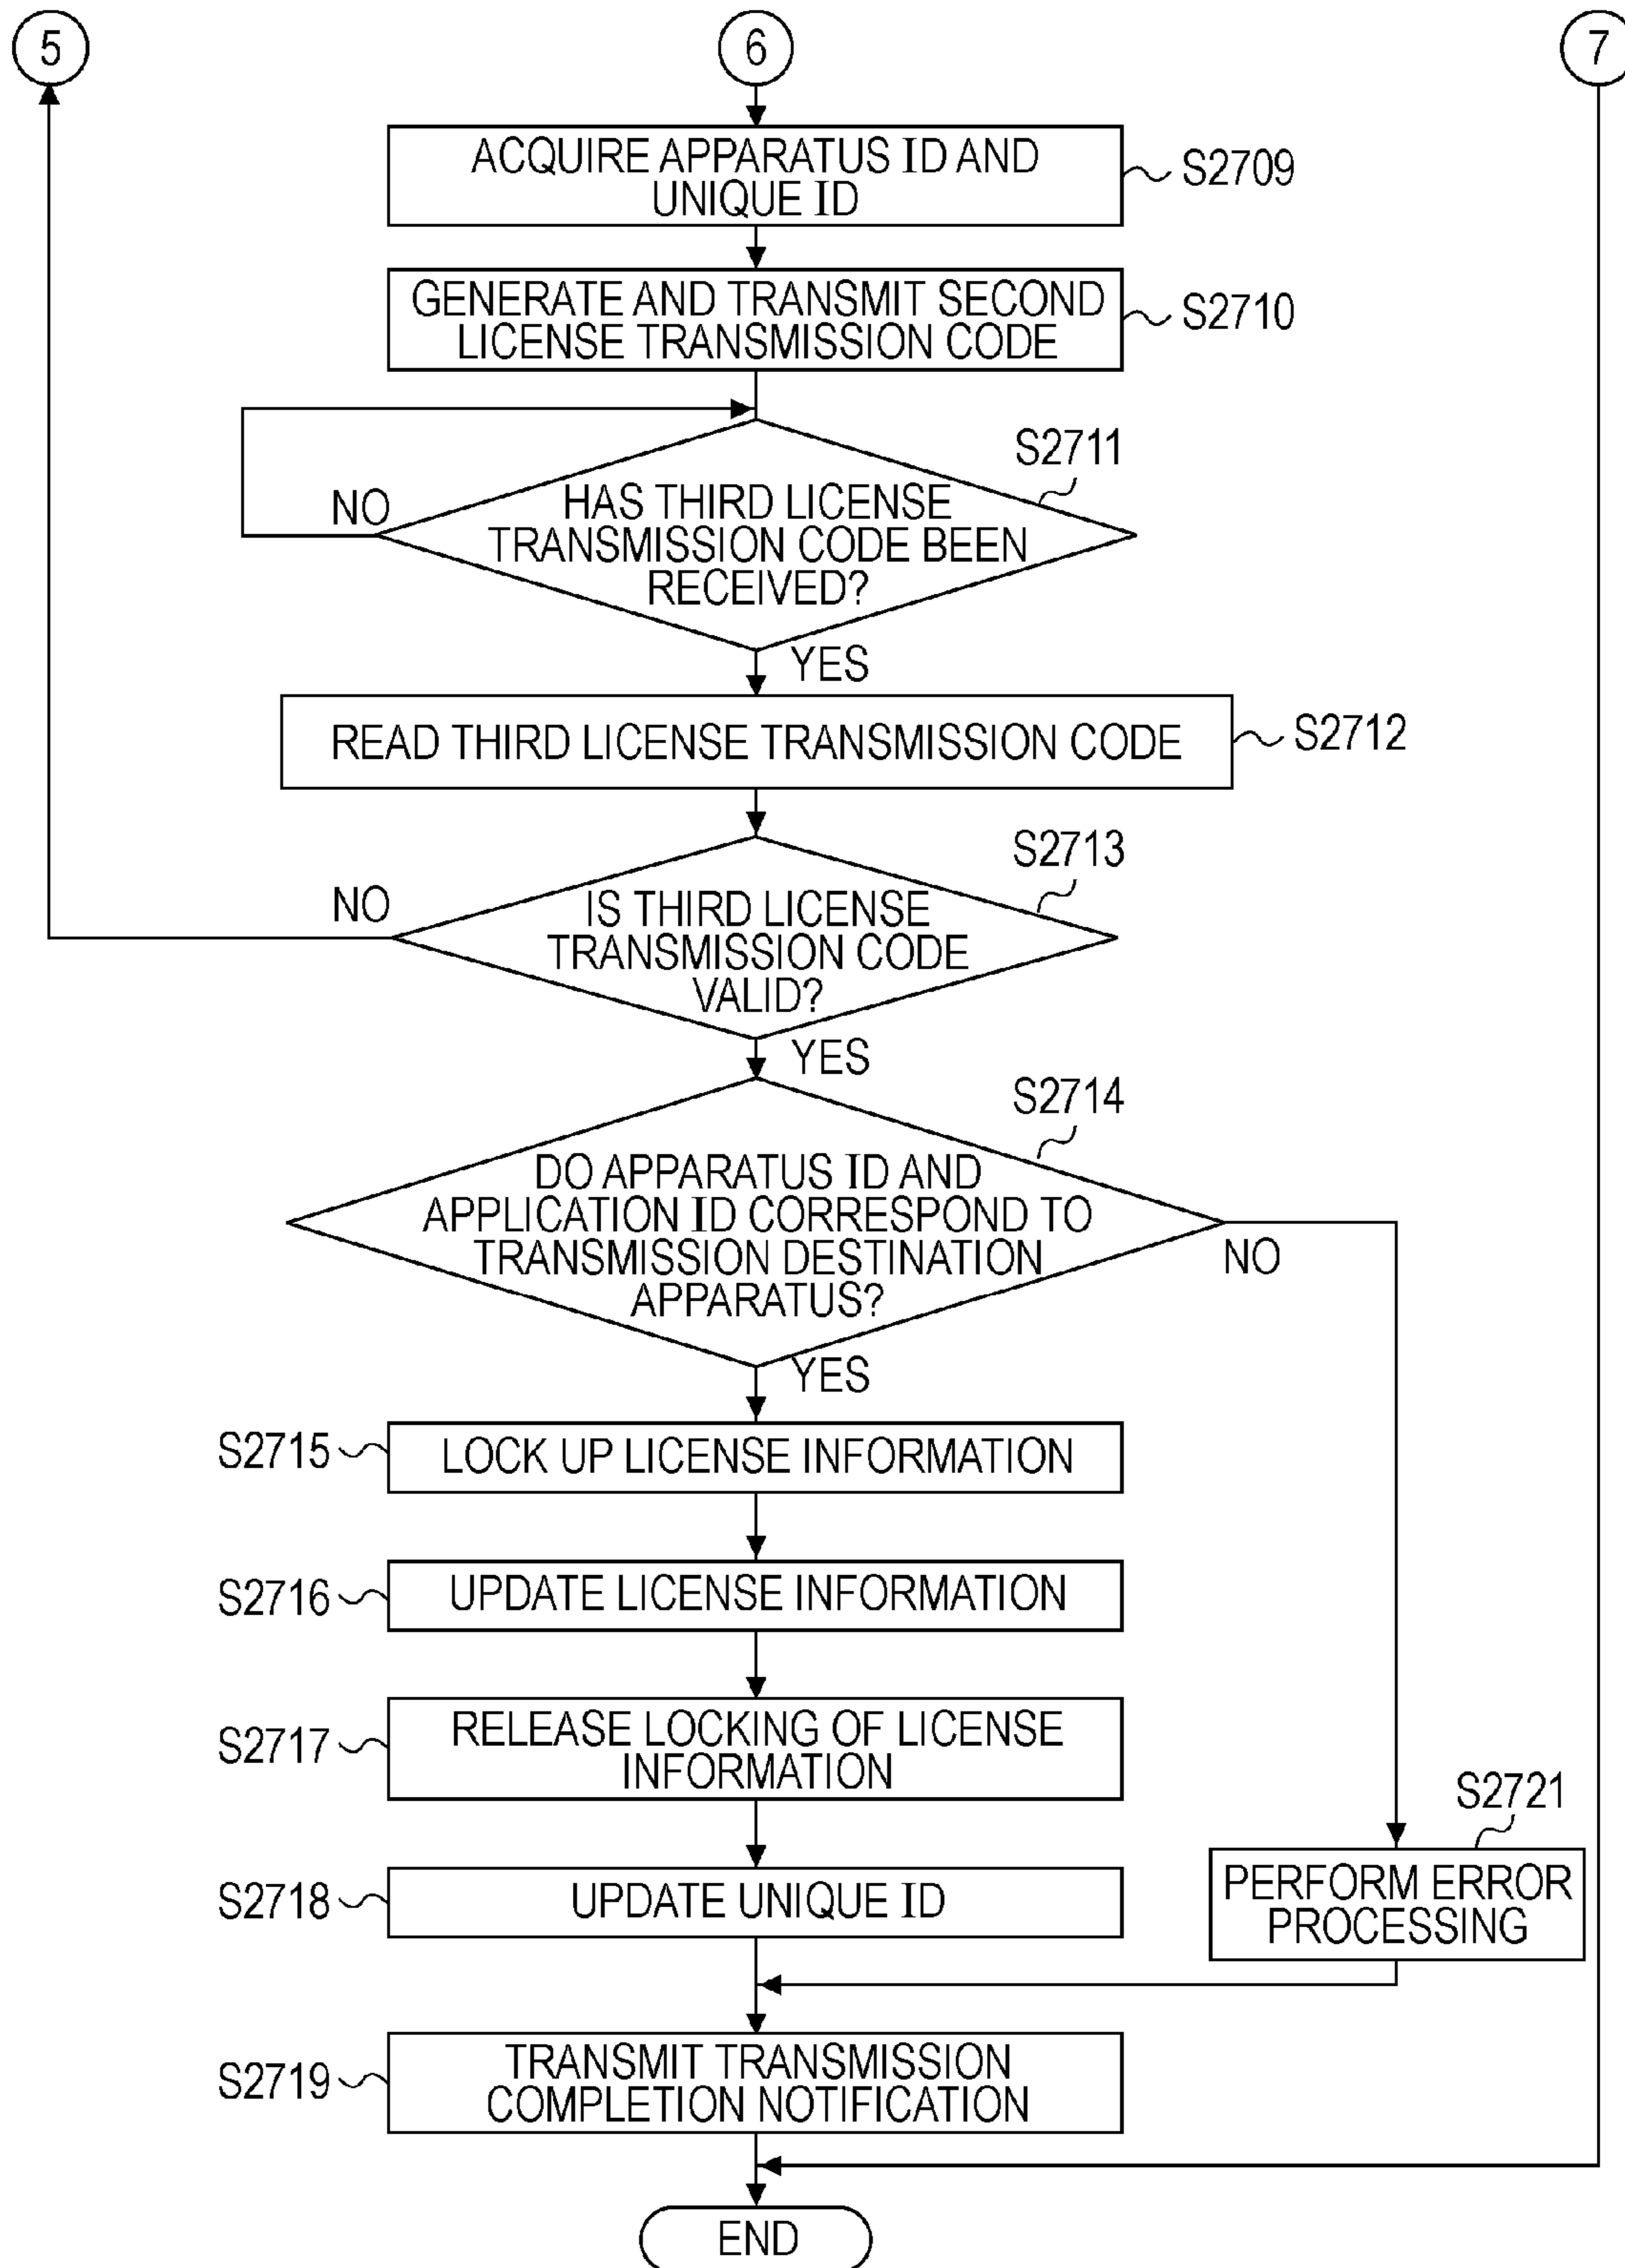 5
6
7
ACQUIRE APPARATUS ID AND
UNIQUE ID
S2709
GENERATE AND TRANSMIT SECOND
LICENSE TRANSMISSION CODE
S2710
S2711
NO
HAS THIRD LICENSE
TRANSMISSION CODE BEEN
RECEIVED?
YES
READ THIRD LICENSE TRANSMISSION CODE
S2712
S2713
NO
IS THIRD LICENSE
TRANSMISSION CODE
VALID?
YES
S2714
DO APPARATUS ID AND
APPLICATION ID CORRESPOND TO
TRANSMISSION DESTINATION
APPARATUS?
NO
YES
S2715
LOCK UP LICENSE INFORMATION
S2716
UPDATE LICENSE INFORMATION
S2717
RELEASE LOCKING OF LICENSE
INFORMATION
S2721
PERFORM ERROR
PROCESSING
S2718
UPDATE UNIQUE ID
S2719
TRANSMIT TRANSMISSION
COMPLETION NOTIFICATION
END